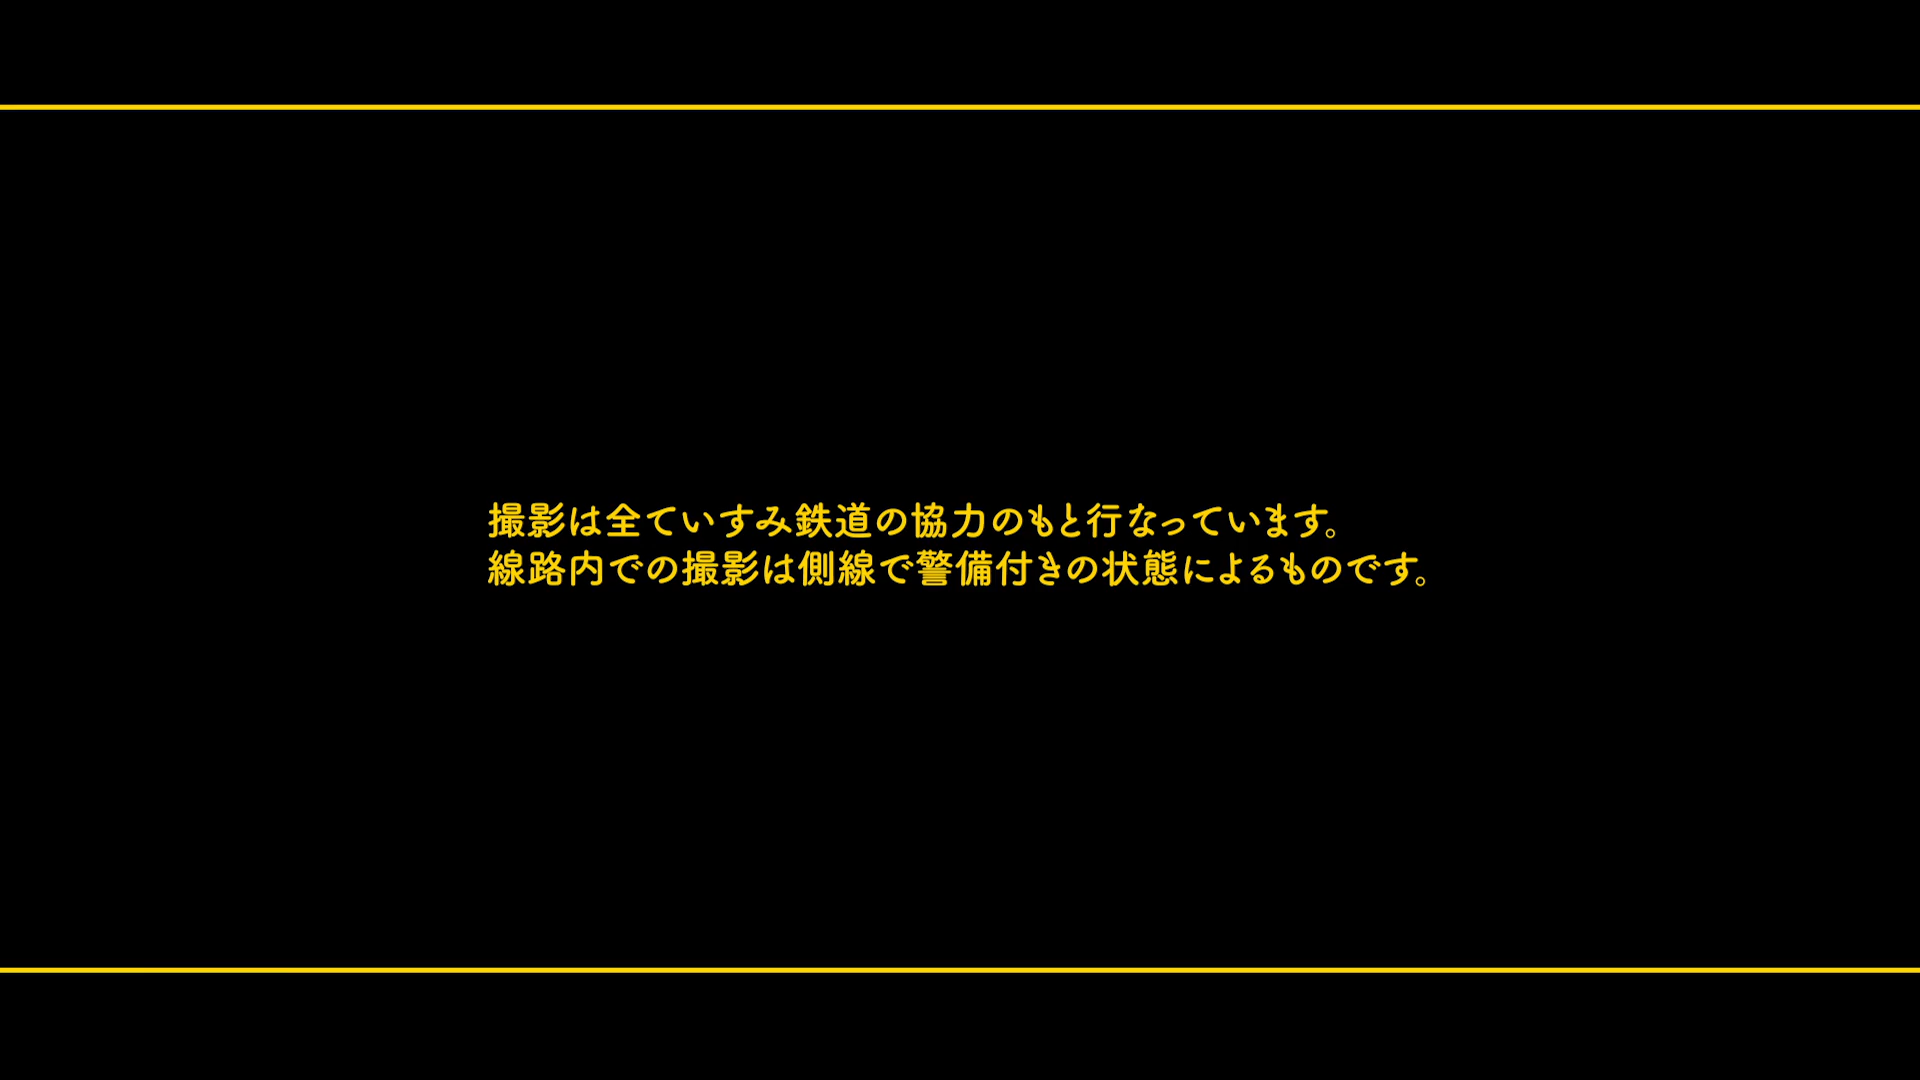 撮影は全ていすみ鉄道の協力のもと行なっています。
線路内での撮影は側線で警備付きの状態によるものです。